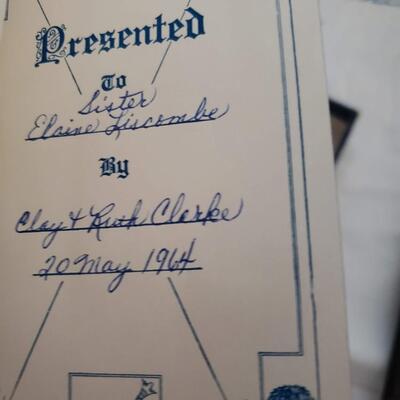 Presented
To
Sister
Elaine Liscombe
By
Clay & Ruth Clarke
20 May 1964